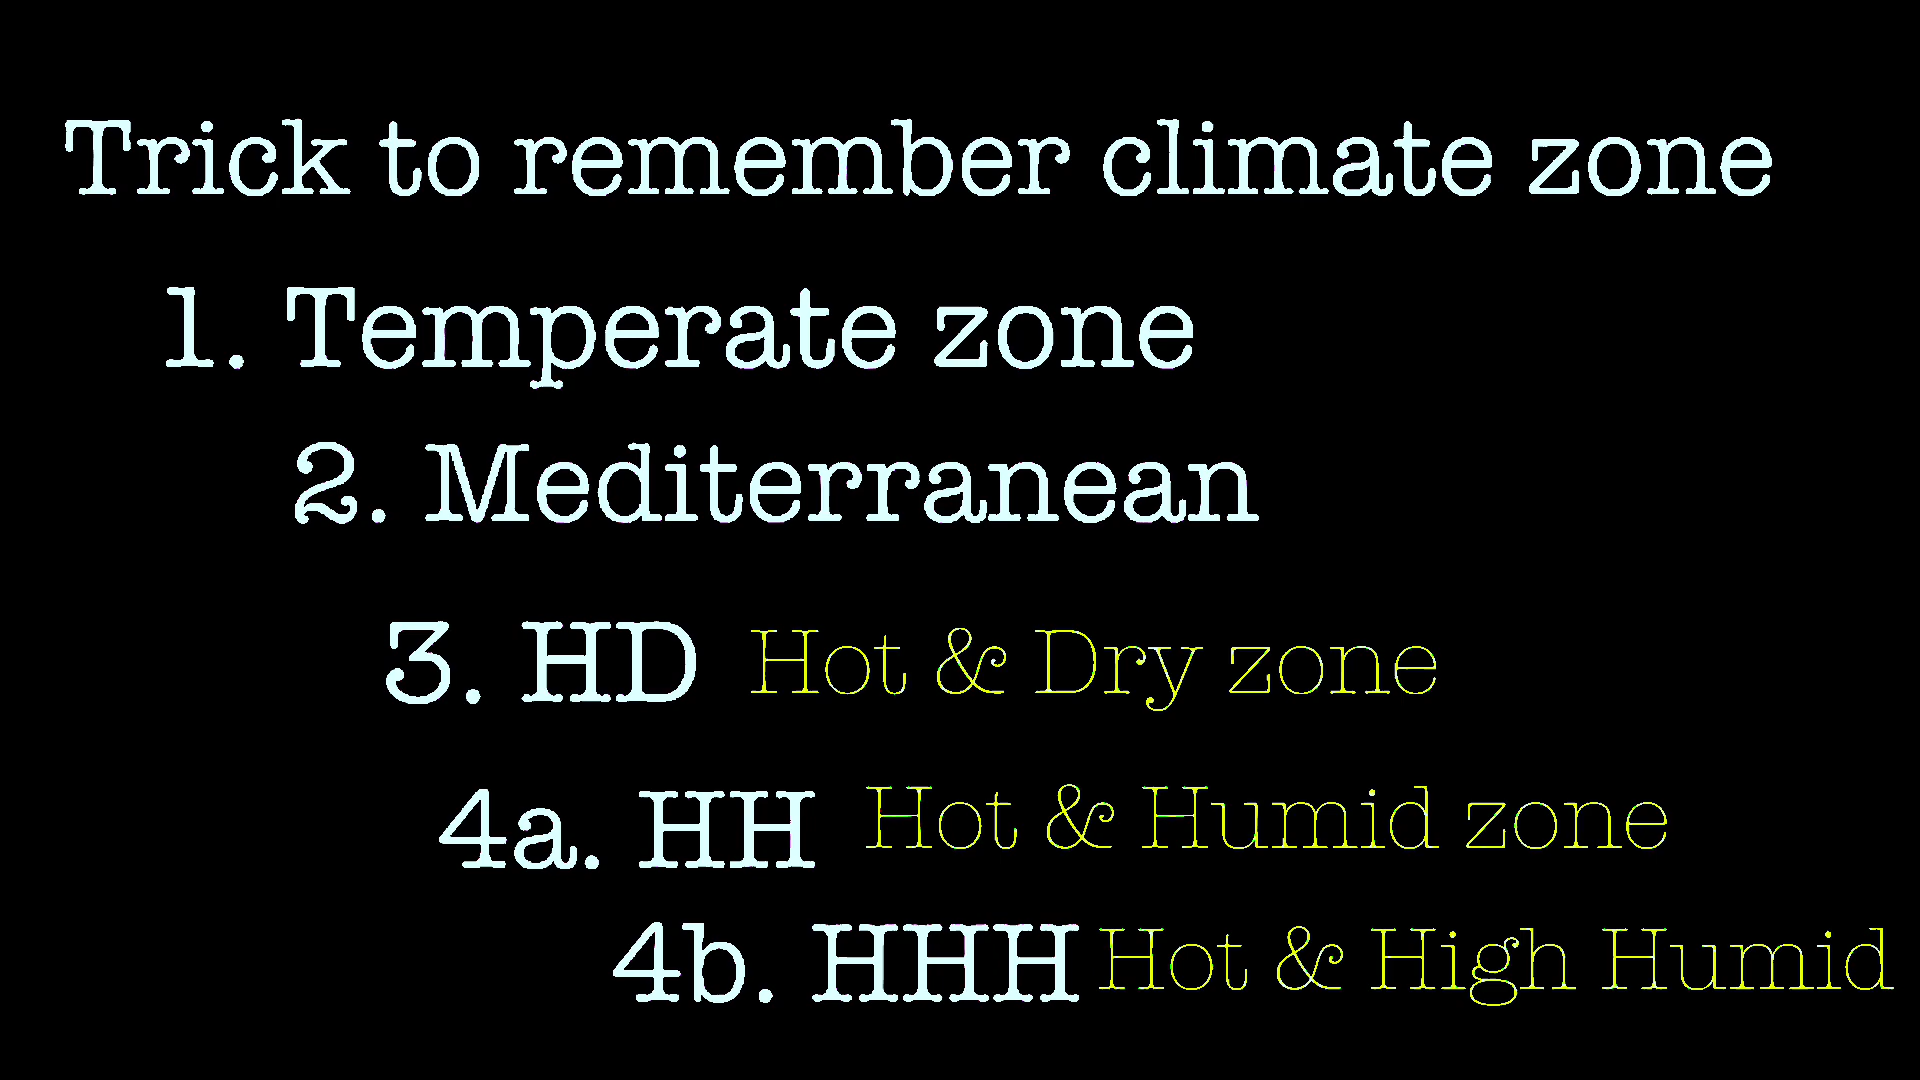 Trick to remember climate zone
1. Temperate zone
2. Mediterranean
3. HD Hot & Dry zone
4a. HH Hot & Humid zone
4b. HHH Hot & High Humid